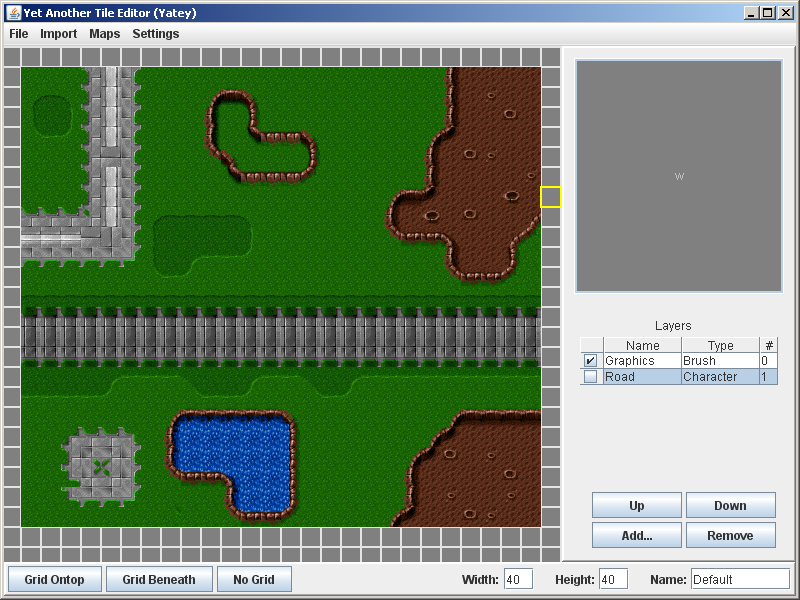 Yet Another Tile Editor (Yatey)
File Import Maps Settings
w
Layers
Name Type #
Graphics Brush 0
Road Character 1
Up Down
Add... Remove
Grid Ontop Grid Beneath No Grid Width: 40 Height: 40 Name: Default